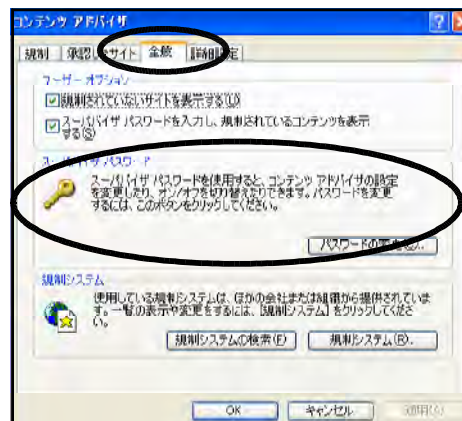 コンテンツ アドバイザ
規制 承認 サイト 全般 詳細 定
ユーザー オプション
規制されていないサイトを表示する(U)
スーパバイザ パスワードを入力し、規制されているコンテンツを表示
する(S)
スーパバイザ パスワード
スーパバイザ パスワードを使用すると、コンテンツ アドバイザの設定
を変更したり、オン/オフを切り替えたりできます。パスワードを変更
するには、このボタンをクリックしてください。
パスワードの変更
規制システム
使用している規制システムは、ほかの会社または組織から提供されていま
す。一覧の表示や変更をするには、[規制システム] をクリックしてくださ
い。
規制システムの検索(F) 規制システム(R)...
OK キャンセル 適用(A)